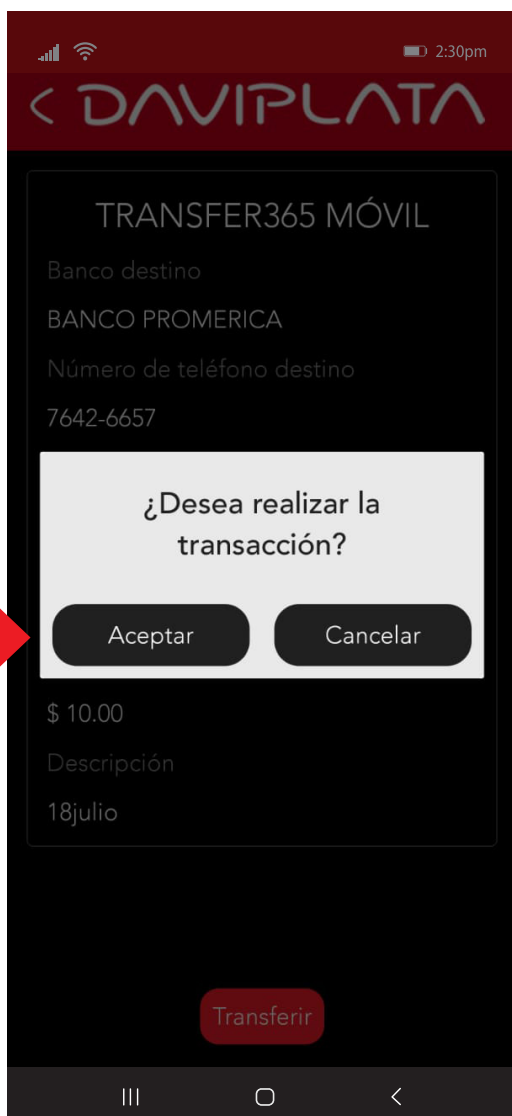 2:30pm
DAVIPLATA
TRANSFER365 MÓVIL
Banco destino
BANCO PROMERICA
Número de teléfono destino
7642-6657
¿Desea realizar la
transacción?
Aceptar Cancelar
$ 10.00
Descripción
18julio
Transferir